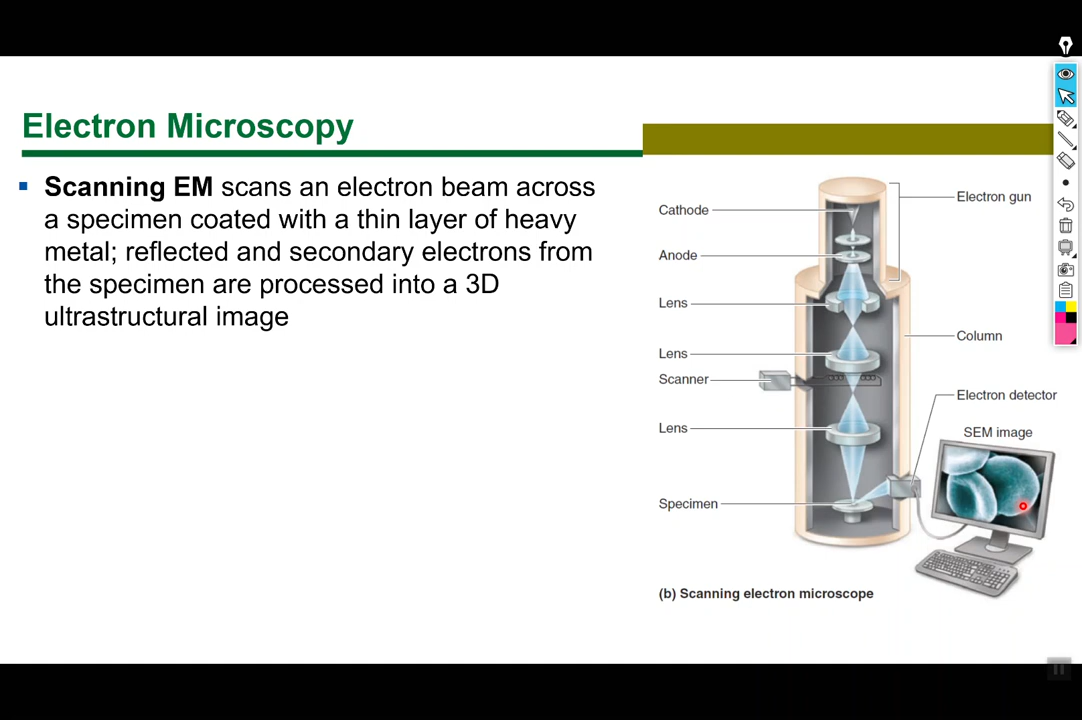 Electron Microscopy
Scanning EM scans an electron beam across
a specimen coated with a thin layer of heavy
metal; reflected and secondary electrons from
the specimen are processed into a 3D
ultrastructural image
Cathode
Electron gun
Anode
Lens
Column
Lens
Scanner
Electron detector
Lens
SEM image
Specimen
(b) Scanning electron microscope